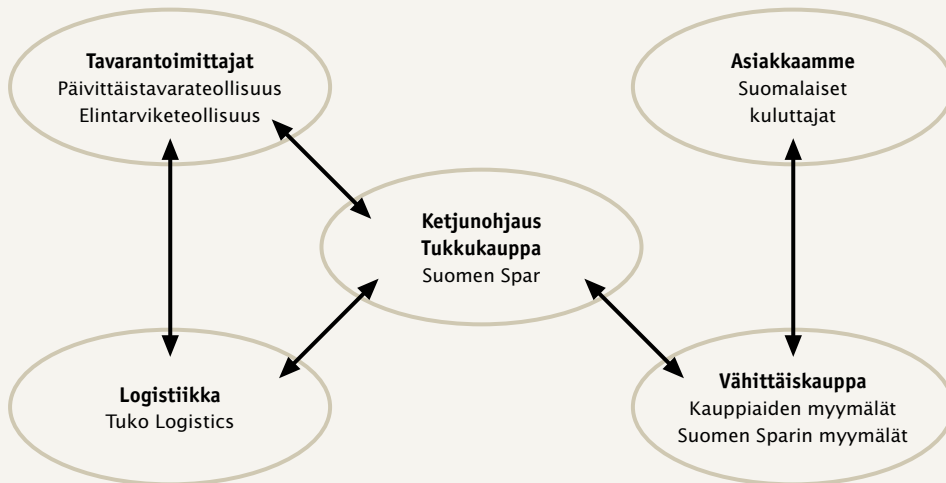 Tavarantoimittajat
Päivittäistavarateollisuus
Elintarviketeollisuus
Asiakkaamme
Suomalaiset
kuluttajat
Ketjunohjaus
Tukkukauppa
Suomen Spar
Logistiikka
Tuko Logistics
Vähittäiskauppa
Kauppiaiden myymälät
Suomen Sparin myymälät